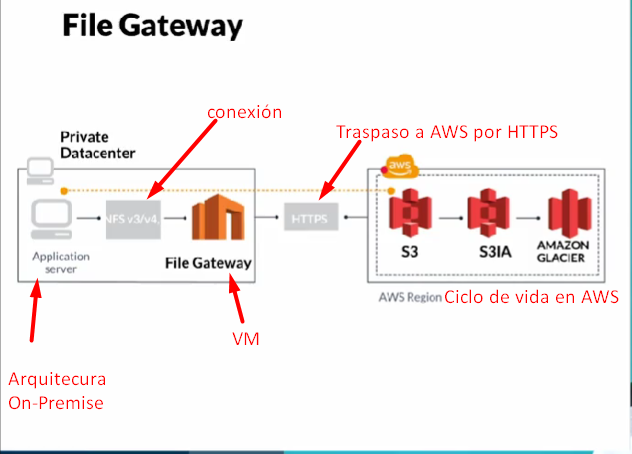 File Gateway
conexión
Traspaso a AWS por HTTPS
Private
Datacenter
aws
NFS v3/v4.
HTTPS
Application
server
File Gateway
S3
S3IA
AMAZON
GLACIER
AWS Region
Ciclo de vida en AWS
VM
Arquitecura
On-Premise